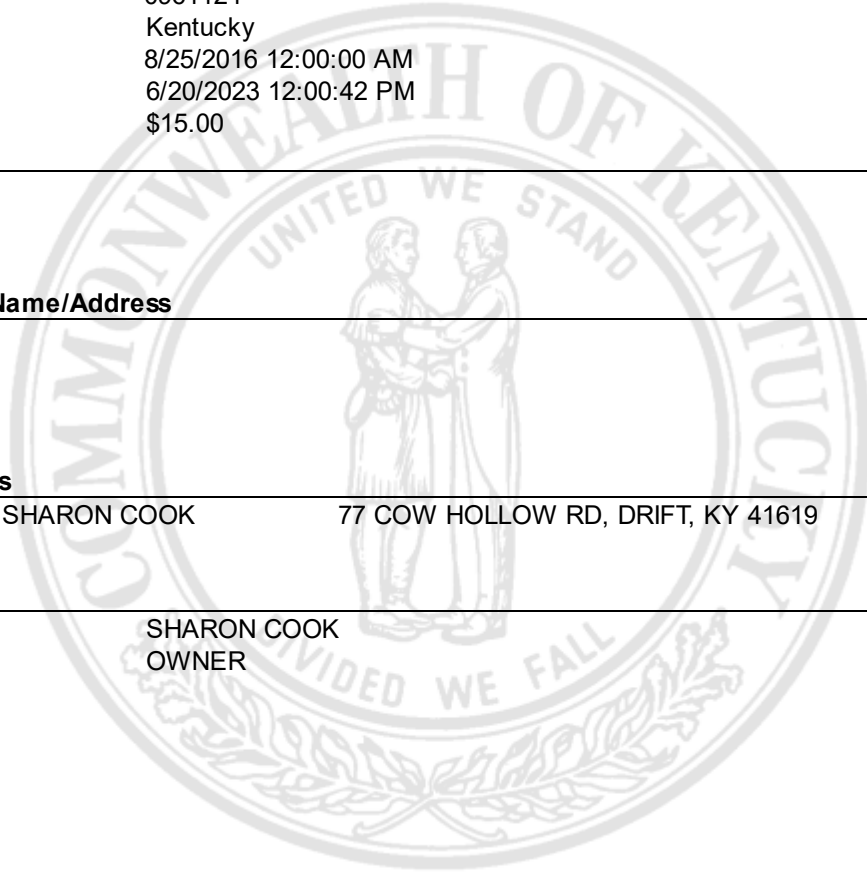 Kentucky
8/25/2016 12:00:00 AM
6/20/2023 12:00:42 PM
$15.00
Name/Address
s
SHARON COOK 77 COW HOLLOW RD, DRIFT, KY 41619
SHARON COOK
OWNER
COMMONWEALTH OF KENTUCKY
UNITED WE STAND
DIVIDED WE FALL